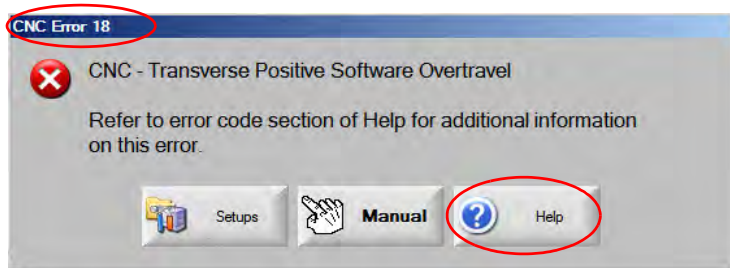 CNC Error 18
CNC - Transverse Positive Software Overtravel
Refer to error code section of Help for additional information
on this error.
Setups
Manual
Help